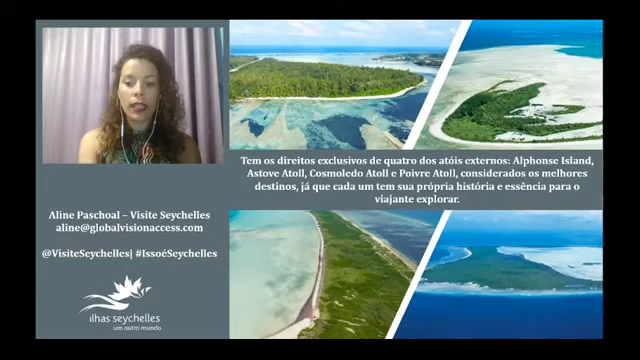 Tem os direitos exclusivos de quatro dos atóis externos: Alphonse Island,
Astove Atoll, Cosmoledo Atoll e Poivre Atoll, considerados os melhores
destinos, já que cada um tem sua própria história e essência para o
viajante explorar.
Aline Paschoal – Visite Seychelles
aline@globalvisionaccess.com
@VisiteSeychelles| #IssoéSeychelles
ilhas seychelles
um outro mundo